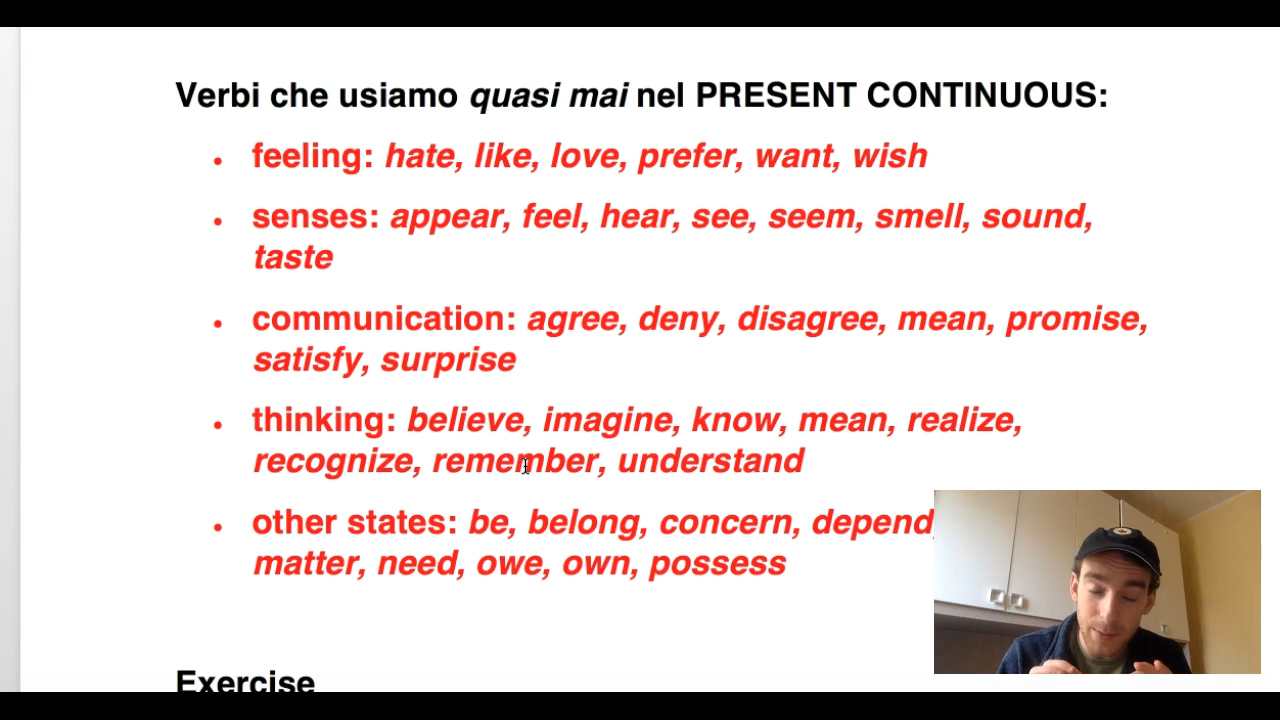 Verbi che usiamo quasi mai nel PRESENT CONTINUOUS:
• feeling: hate, like, love, prefer, want, wish
• senses: appear, feel, hear, see, seem, smell, sound,
taste
• communication: agree, deny, disagree, mean, promise,
satisfy, surprise
• thinking: believe, imagine, know, mean, realize,
recognize, remember, understand
• other states: be, belong, concern, depend,
matter, need, owe, own, possess
Exercise